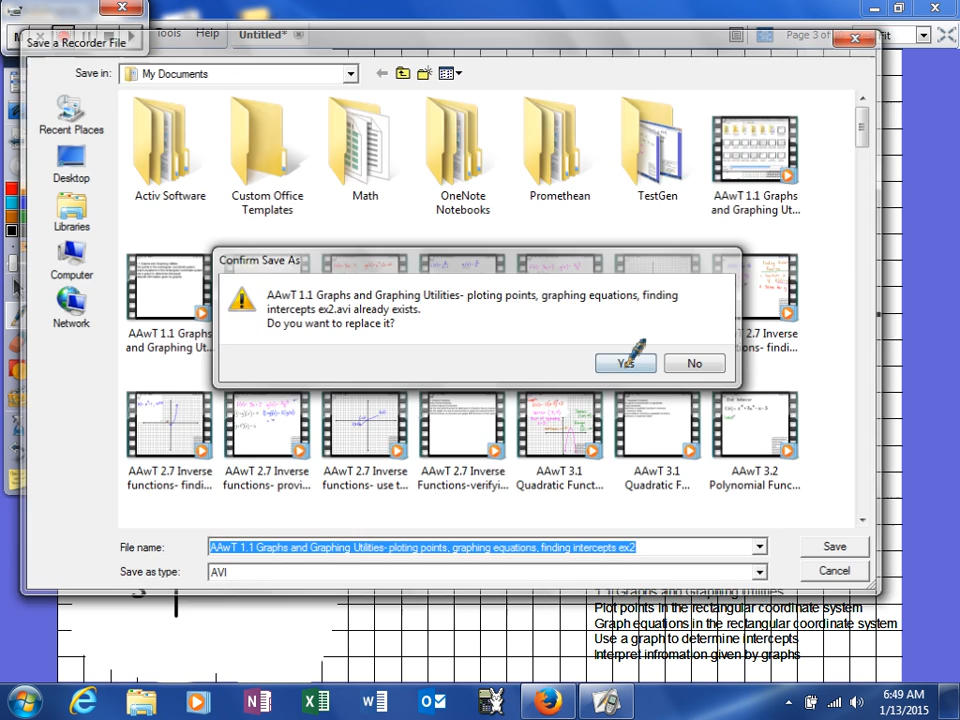 Tools Help Untitled*
Page 3 of
Save a Recorder File
Save in: My Documents
Recent Places
Desktop
Libraries
Computer
Network
Activ Software
Custom Office
Templates
Math
OneNote
Notebooks
Promethean
TestGen
AAwT 1.1 Graphs
and Graphing Ut...
AAwT 1.1 Graphs
and Graphing Ut...
2.7 Inverse
Confirm Save As
AAwT 1.1 Graphs and Graphing Utilities- ploting points, graphing equations, finding
intercepts ex2.avi already exists.
Do you want to replace it?
Yes No
AAwT 2.7 Inverse
functions- findi...
AAwT 2.7 Inverse
functions- provi...
AAwT 2.7 Inverse
functions- use t...
AAwT 2.7 Inverse
Functions-verifyi...
AAwT 3.1
Quadratic Funct...
AAwT 3.1
Quadratic F...
AAwT 3.2
Polynomial Func...
File name: AAwT 1.1 Graphs and Graphing Utilities- ploting points, graphing equations, finding intercepts ex2
Save
Save as type: AVI
Cancel
1.1 Graphs and Graphing Utilities
Plot points in the rectangular coordinate system
Graph equations in the rectangular coordinate system
Use a graph to determine intercepts
Interpret infromation given by graphs
6:49 AM
1/13/2015